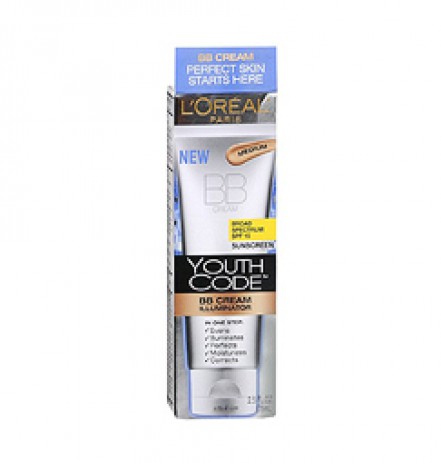 BB CREAM
PERFECT SKIN
STARTS HERE
L'ORÉAL
PARIS
NEW
MEDIUM
BB
CREAM
BROAD
SPECTRUM
SPF 15
SUNSCREEN
YOUTH
CODE™
BB CREAM
ILLUMINATOR
IN ONE STEP:
✓Evens
✓Illuminates
✓Perfects
✓Moisturizes
✓Corrects